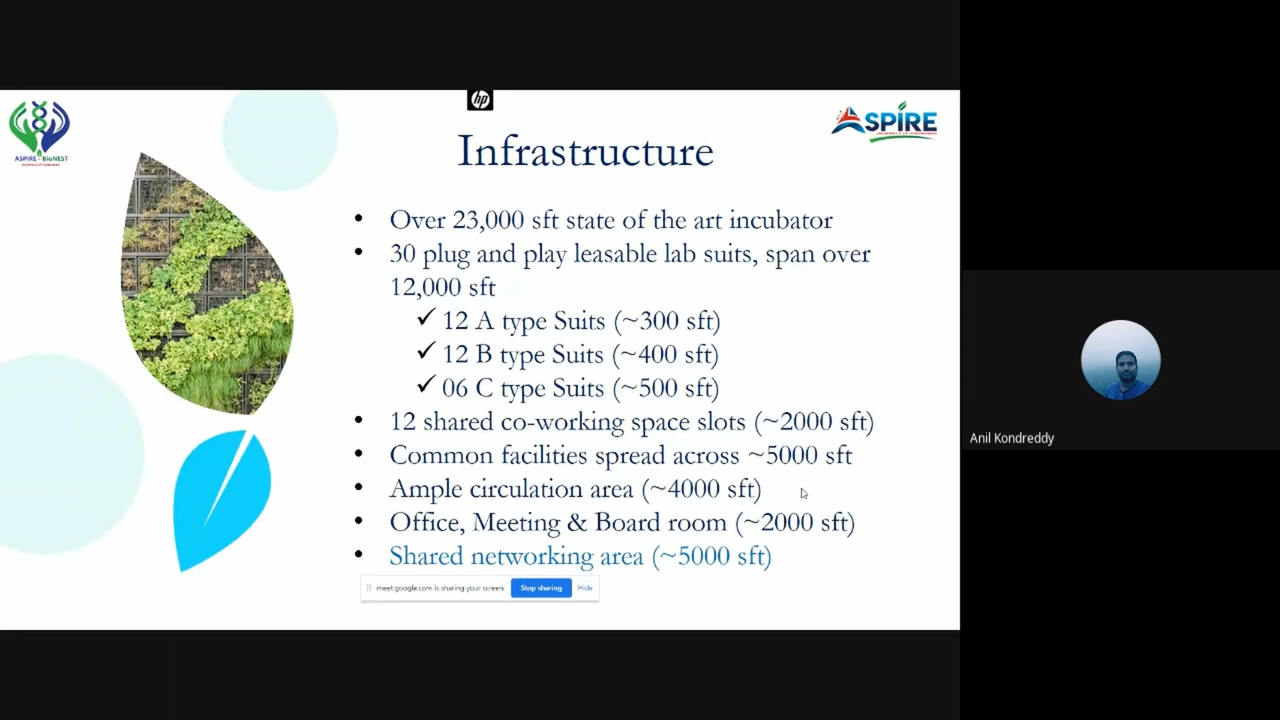 hp
ASPIRE - BioNEST
ASPIRE
Infrastructure
• Over 23,000 sft state of the art incubator
• 30 plug and play leasable lab suits, span over
12,000 sft
✓ 12 A type Suits (~300 sft)
✓ 12 B type Suits (~400 sft)
✓ 06 C type Suits (~500 sft)
• 12 shared co-working space slots (~2000 sft)
• Common facilities spread across ~5000 sft
• Ample circulation area (~4000 sft)
• Office, Meeting & Board room (~2000 sft)
• Shared networking area (~5000 sft)
meet.google.com is sharing your screen. Stop sharing Hide
Anil Kondreddy